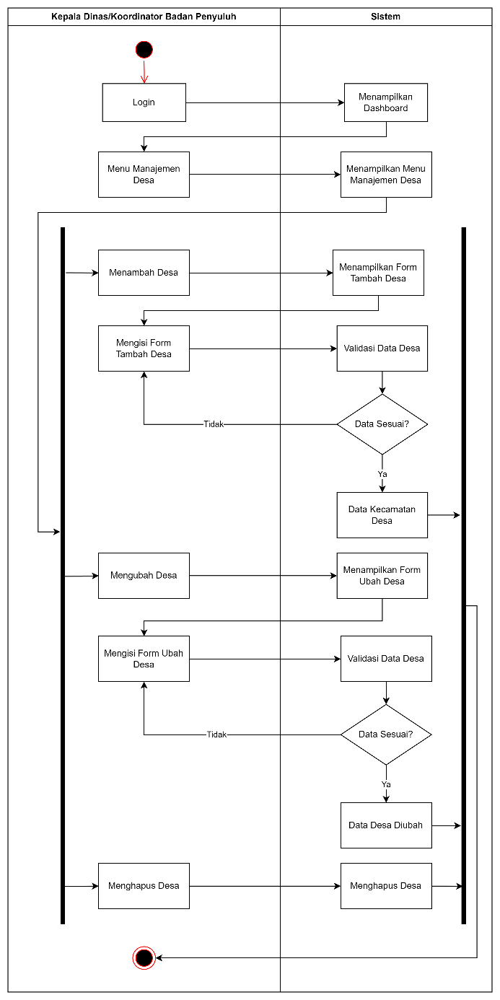 Kepala Dinas/Koordinator Badan Penyuluh
Sistem
Login
Menampilkan
Dashboard
Menu Manajemen
Desa
Menampilkan Menu
Manajemen Desa
Menambah Desa
Menampilkan Form
Tambah Desa
Mengisi Form
Tambah Desa
Validasi Data Desa
Data Sesuai?
Tidak
Ya
Data Kecamatan
Desa
Mengubah Desa
Menampilkan Form
Ubah Desa
Mengisi Form Ubah
Desa
Validasi Data Desa
Data Sesuai?
Tidak
Ya
Data Desa Diubah
Menghapus Desa
Menghapus Desa